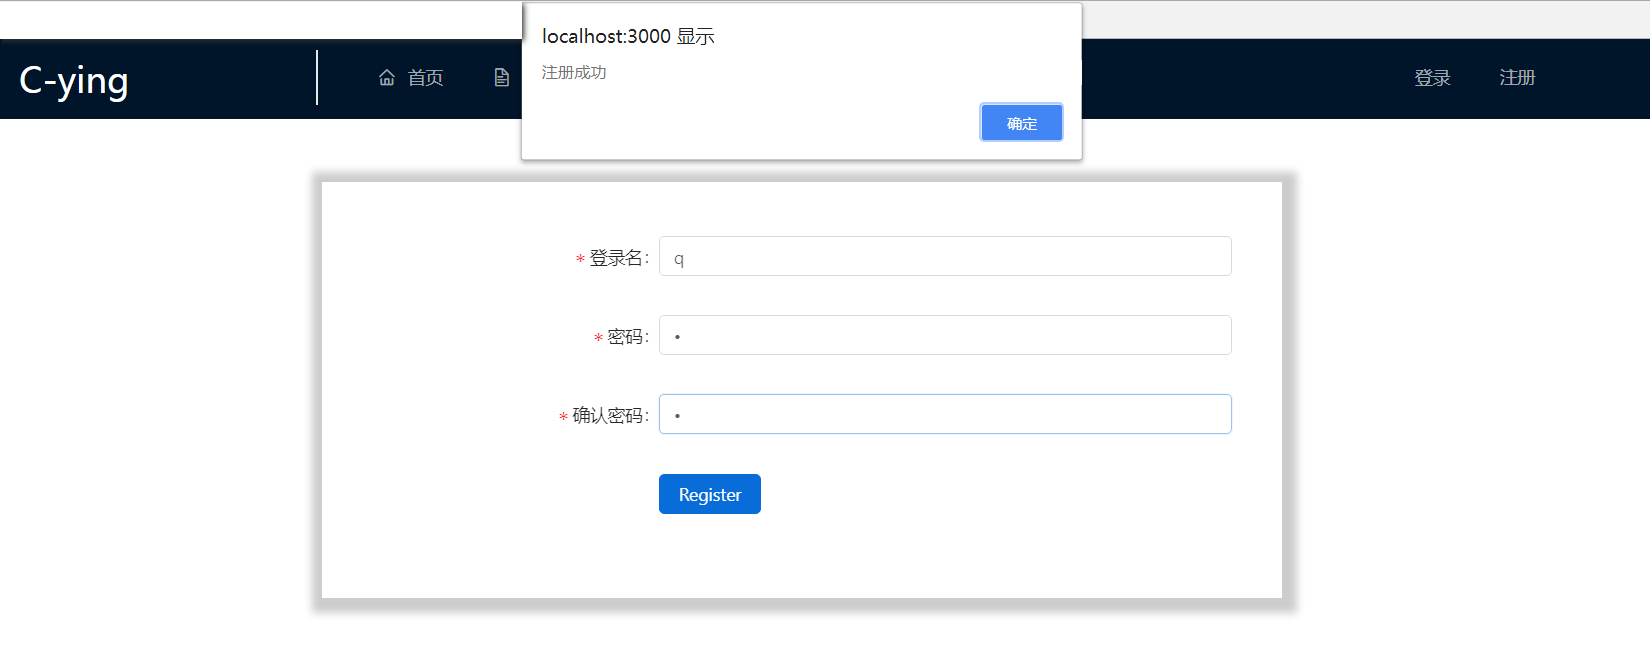 localhost:3000 显示
注册成功
确定
C-ying
首页
登录
注册
* 登录名:
q
* 密码:
•
* 确认密码:
•
Register